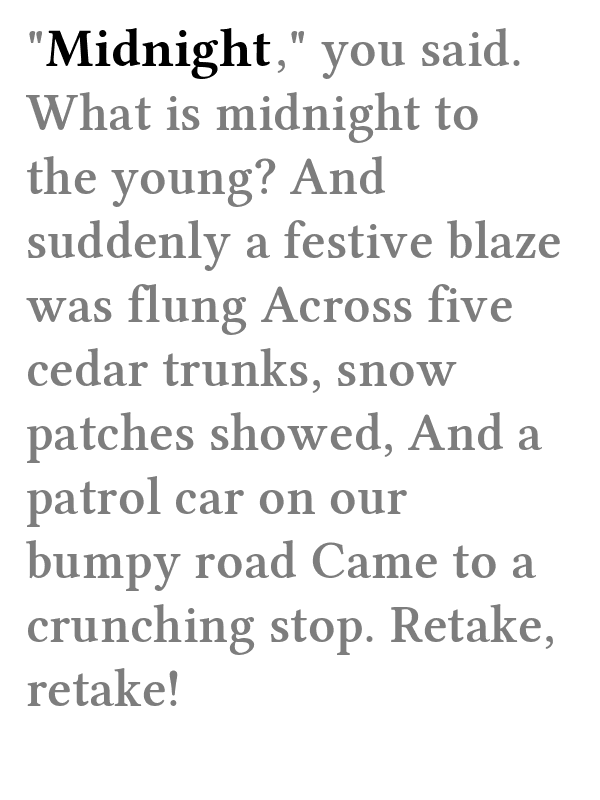 "Midnight," you said.
What is midnight to
the young? And
suddenly a festive blaze
was flung Across five
cedar trunks, snow
patches showed, And a
patrol car on our
bumpy road Came to a
crunching stop. Retake,
retake!